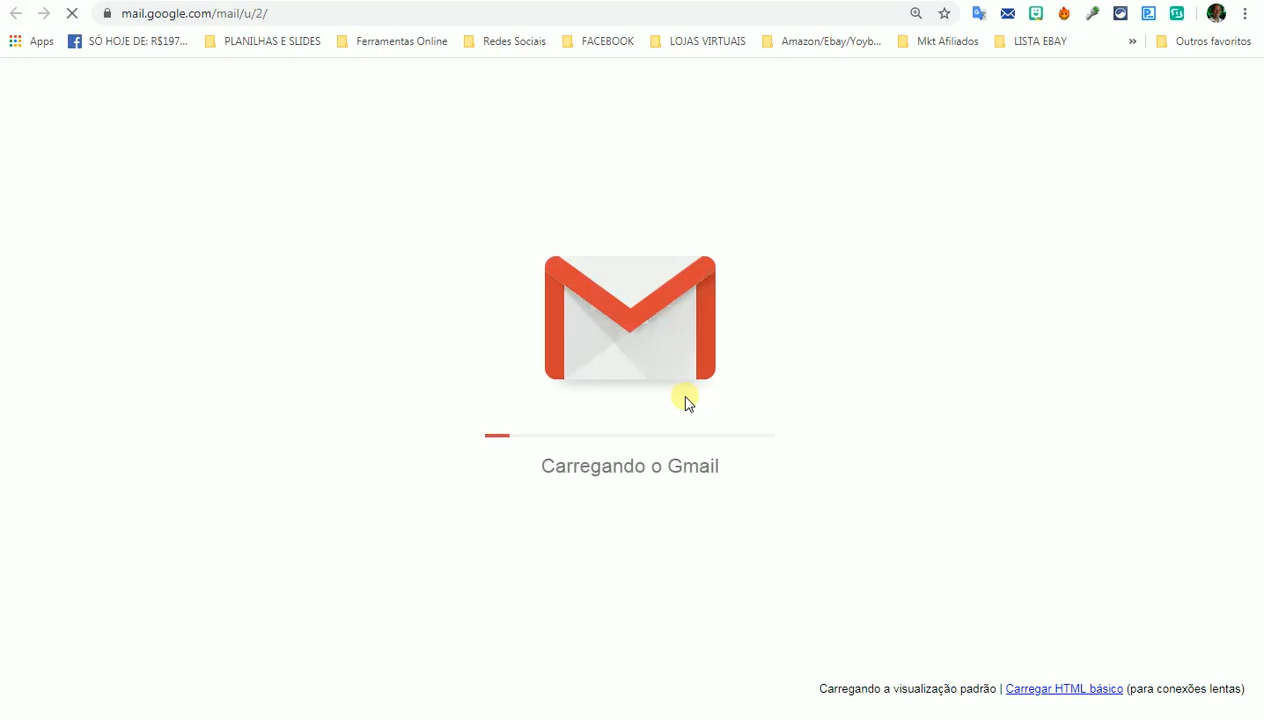 mail.google.com/mail/u/2/
Apps SÓ HOJE DE: R$197... PLANILHAS E SLIDES Ferramentas Online Redes Sociais FACEBOOK LOJAS VIRTUAIS Amazon/Ebay/Yoyb... Mkt Afiliados LISTA EBAY » Outros favoritos
Carregando o Gmail
Carregando a visualização padrão | Carregar HTML básico (para conexões lentas)